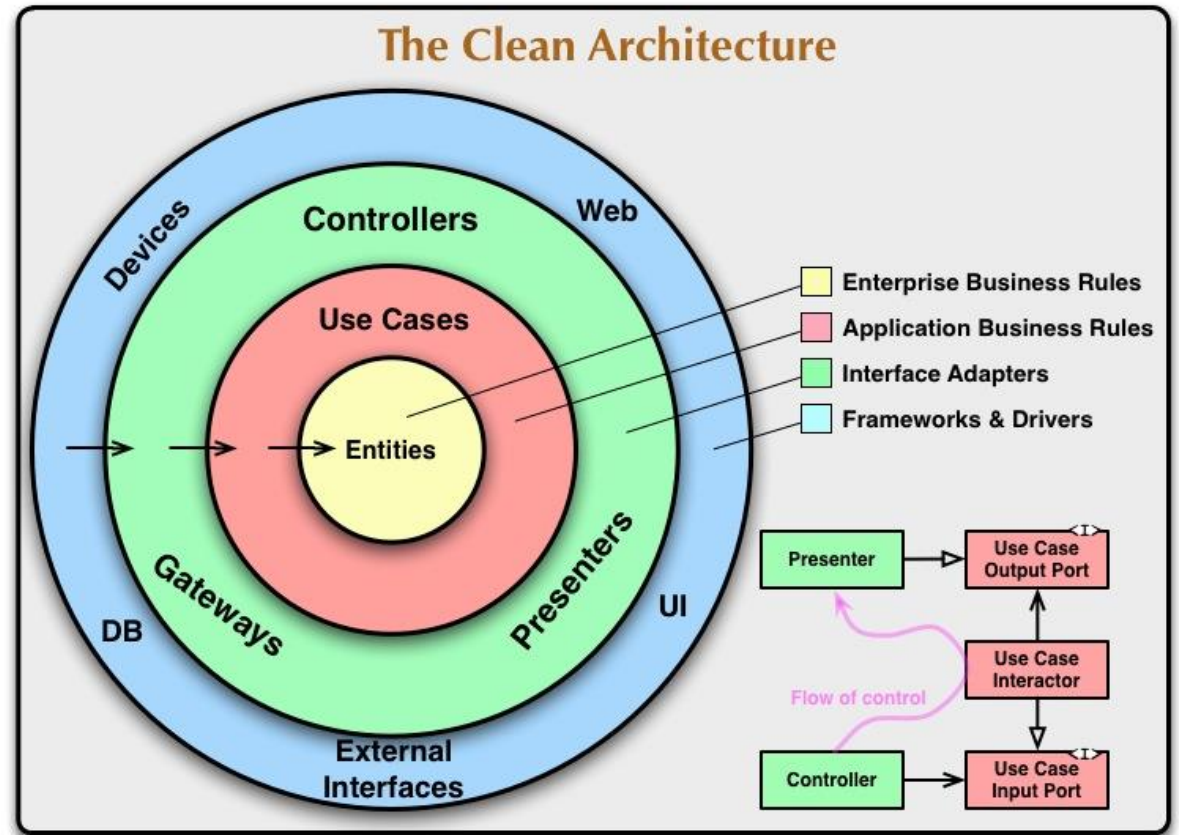 The Clean Architecture
Devices
Controllers
Web
Use Cases
Entities
Gateways
Presenters
DB
UI
External
Interfaces
Enterprise Business Rules
Application Business Rules
Interface Adapters
Frameworks & Drivers
Presenter
<I>
Use Case
Output Port
Use Case
Interactor
Flow of control
Controller
<I>
Use Case
Input Port